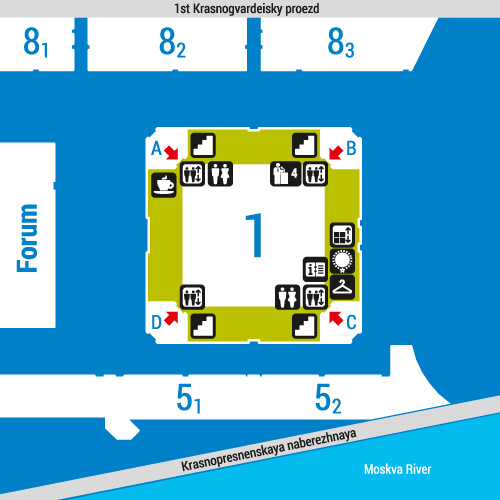 1st Krasnogvardeisky proezd
8₁ 8₂ 8₃
A B
4
Forum
1
i
D C
5₁ 5₂
Krasnopresnenskaya naberezhnaya
Moskva River